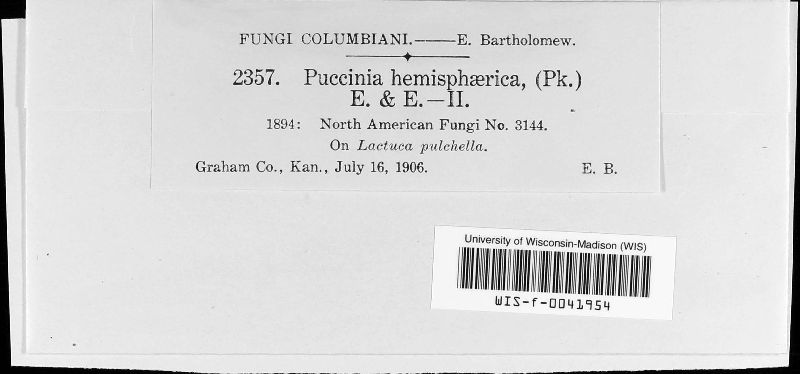 FUNGI COLUMBIANI.——E. Bartholomew.
2357. Puccinia hemisphærica, (Pk.)
E. & E.—II.
1894: North American Fungi No. 3144.
On Lactuca pulchella.
Graham Co., Kan., July 16, 1906. E. B.
University of Wisconsin-Madison (WIS)
WIS-f-0041954